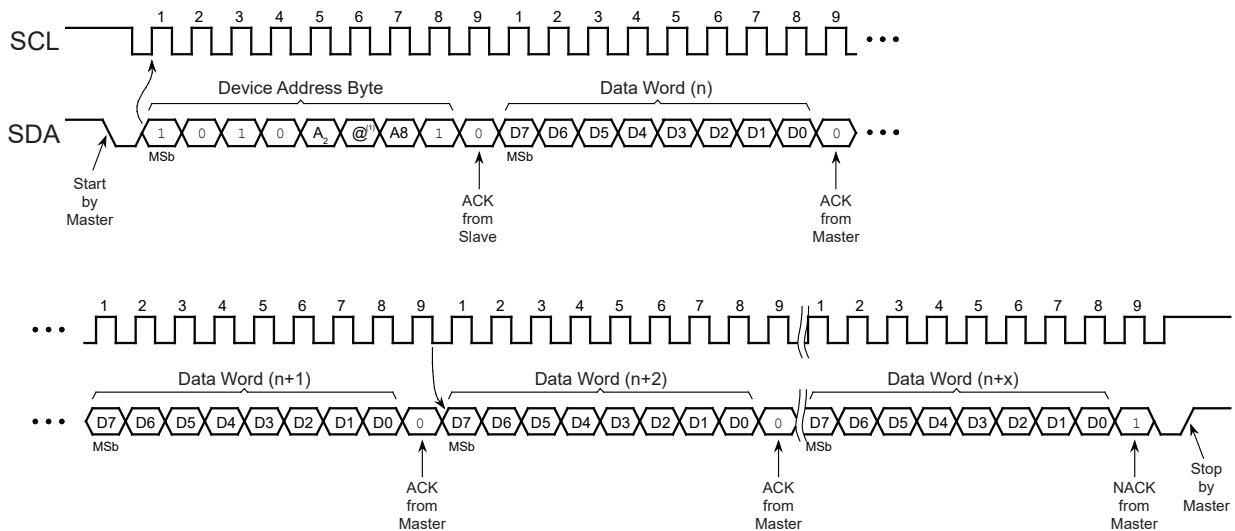 1 2 3 4 5 6 7 8 9 1 2 3 4 5 6 7 8 9
SCL
Device Address Byte Data Word (n)
SDA 1 0 1 0 A2 @(1) A8 1 0 D7 D6 D5 D4 D3 D2 D1 D0 0
MSb MSb
Start
by
Master
ACK
from
Slave
ACK
from
Master
1 2 3 4 5 6 7 8 9 1 2 3 4 5 6 7 8 9 1 2 3 4 5 6 7 8 9
Data Word (n+1) Data Word (n+2) Data Word (n+x)
D7 D6 D5 D4 D3 D2 D1 D0 0 D7 D6 D5 D4 D3 D2 D1 D0 0 D7 D6 D5 D4 D3 D2 D1 D0 1
MSb MSb MSb
ACK
from
Master
ACK
from
Master
NACK
from
Master
Stop
by
Master